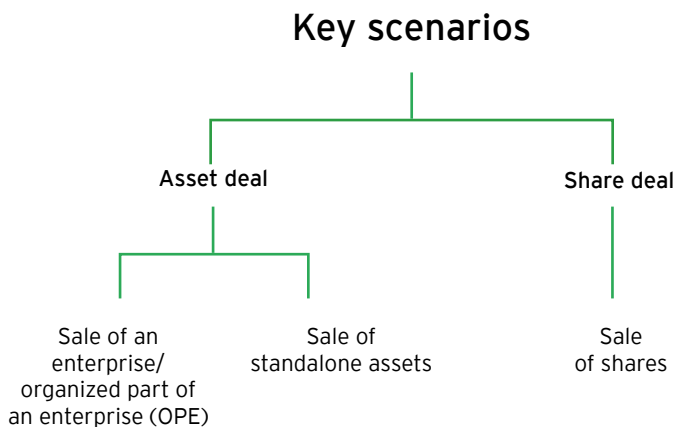 Key scenarios
Asset deal
Share deal
Sale of an
enterprise/
organized part of
an enterprise (OPE)
Sale of
standalone assets
Sale
of shares